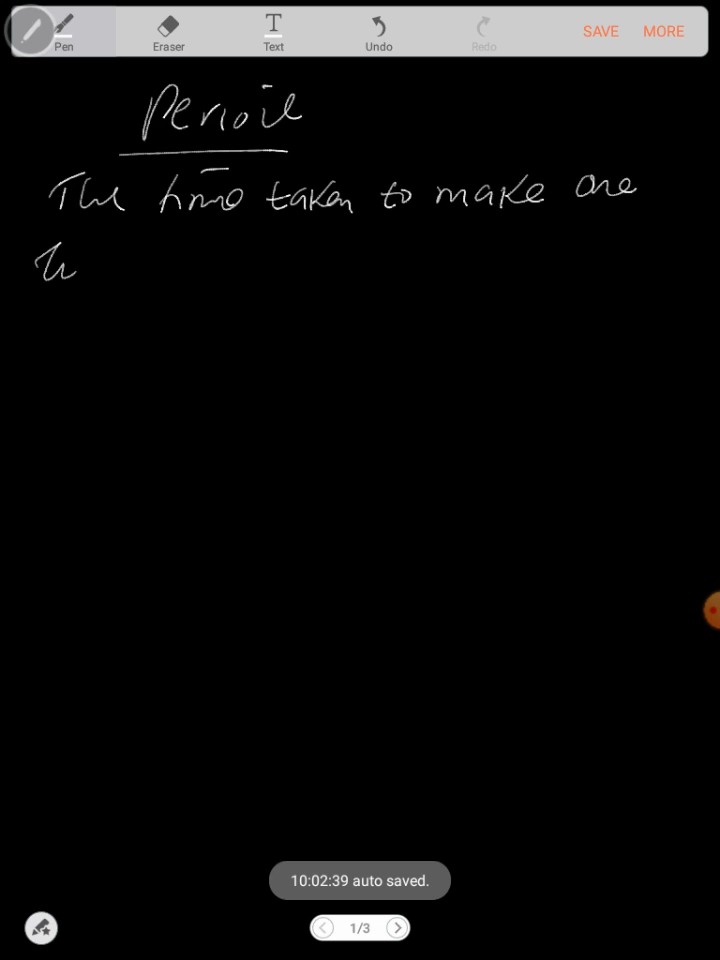 Pen Eraser Text Undo Redo SAVE MORE
Period
The time taken to make one
10:02:39 auto saved.
1/3